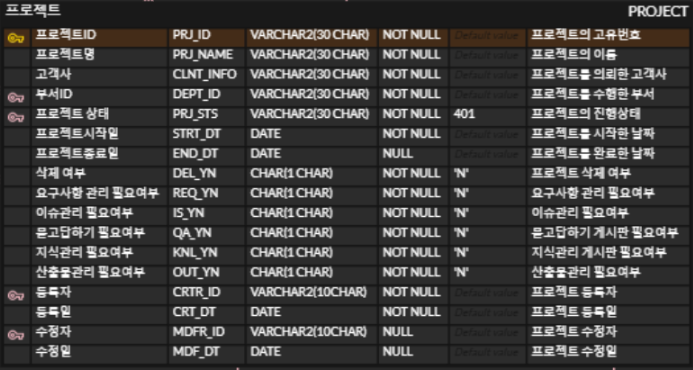 프로젝트 PROJECT
프로젝트ID PRJ_ID VARCHAR2(30 CHAR) NOT NULL Default value 프로젝트의 고유번호
프로젝트명 PRJ_NAME VARCHAR2(30 CHAR) NOT NULL Default value 프로젝트의 이름
고객사 CLNT_INFO VARCHAR2(30 CHAR) NOT NULL Default value 프로젝트를 의뢰한 고객사
부서ID DEPT_ID VARCHAR2(30 CHAR) NOT NULL Default value 프로젝트를 수행한 부서
프로젝트 상태 PRJ_STS VARCHAR2(30 CHAR) NOT NULL 401 프로젝트의 진행상태
프로젝트시작일 STRT_DT DATE NOT NULL Default value 프로젝트를 시작한 날짜
프로젝트종료일 END_DT DATE NULL Default value 프로젝트를 완료한 날짜
삭제 여부 DEL_YN CHAR(1 CHAR) NOT NULL 'N' 프로젝트 삭제 여부
요구사항 관리 필요여부 REQ_YN CHAR(1 CHAR) NOT NULL 'N' 요구사항 관리 필요여부
이슈관리 필요여부 IS_YN CHAR(1 CHAR) NOT NULL 'N' 이슈관리 필요여부
묻고답하기 필요여부 QA_YN CHAR(1 CHAR) NOT NULL 'N' 묻고답하기 게시판 필요여부
지식관리 필요여부 KNL_YN CHAR(1 CHAR) NOT NULL 'N' 지식관리 게시판 필요여부
산출물관리 필요여부 OUT_YN CHAR(1 CHAR) NOT NULL 'N' 산출물관리 필요여부
등록자 CRTR_ID VARCHAR2(10CHAR) NOT NULL Default value 프로젝트 등록자
등록일 CRT_DT DATE NOT NULL Default value 프로젝트 등록일
수정자 MDFR_ID VARCHAR2(10CHAR) NULL Default value 프로젝트 수정자
수정일 MDF_DT DATE NULL Default value 프로젝트 수정일